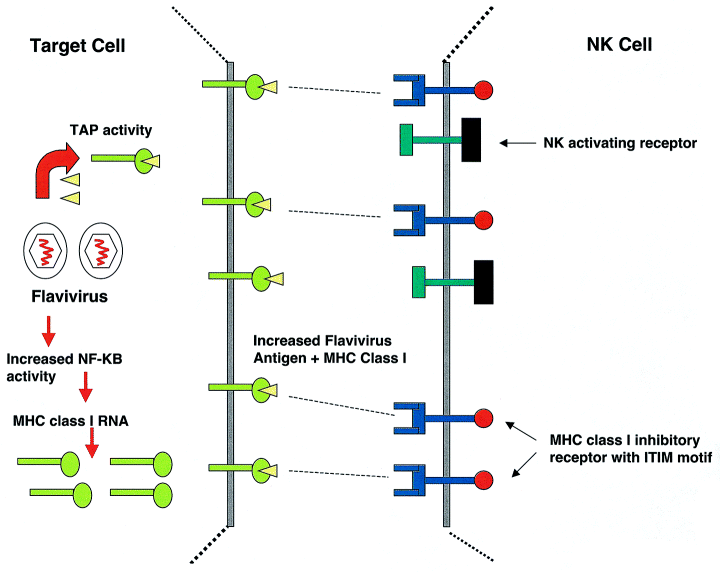 Target Cell
NK Cell
TAP activity
NK activating receptor
Flavivirus
Increased NF-KB
activity
MHC class I RNA
Increased Flavivirus
Antigen + MHC Class I
MHC class I inhibitory
receptor with ITIM motif